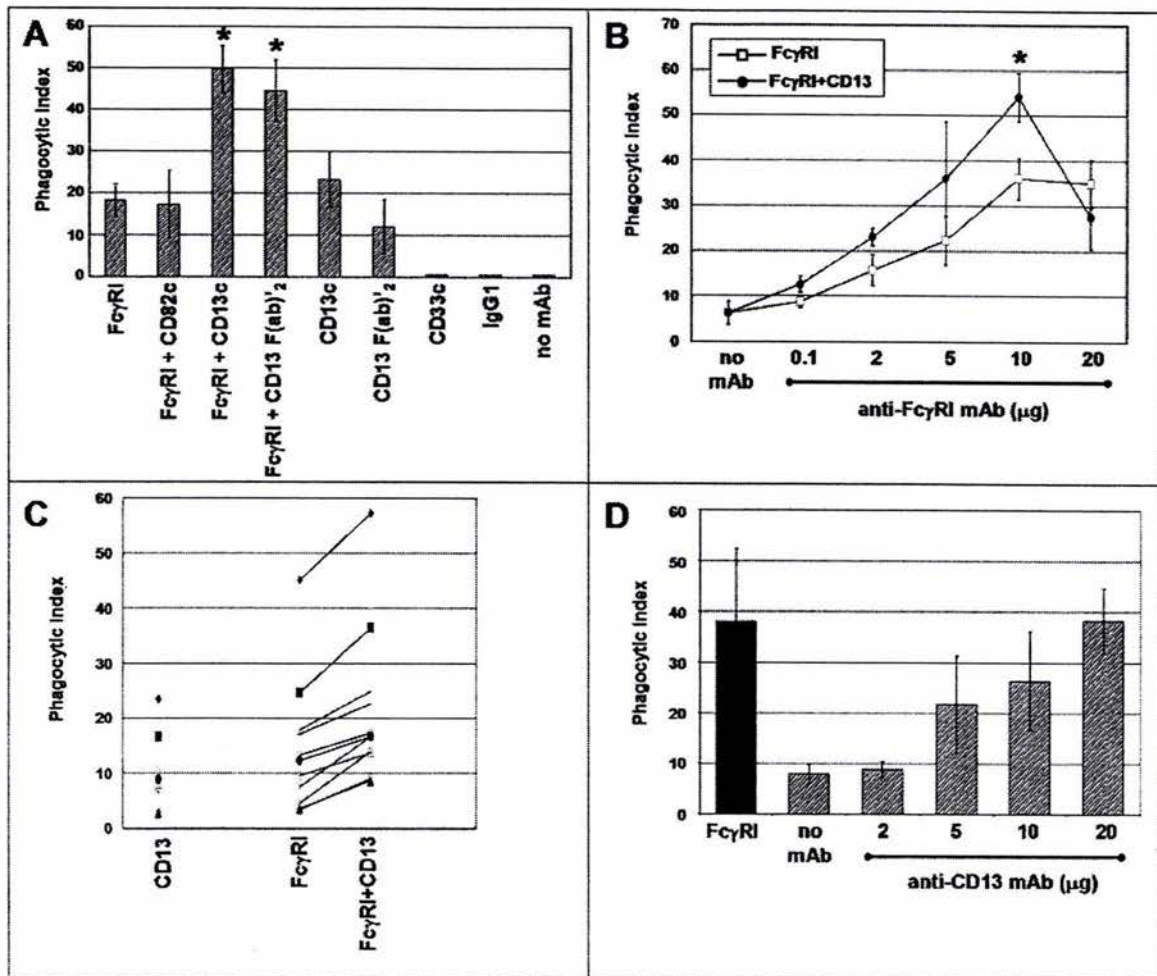 A
Phagocytic Index
60
50
40
30
20
10
0
*
*
FcγRI
FcγRI + CD82c
FcγRI + CD13c
FcγRI + CD13 F(ab)'2
CD13c
CD13 F(ab)'2
CD33c
IgG1
no mAb
B
Phagocytic Index
70
60
50
40
30
20
10
0
FcγRI
FcγRI+CD13
*
no mAb
0.1
2
5
10
20
anti-FcγRI mAb (µg)
C
Phagocytic Index
60
50
40
30
20
10
0
CD13
FcγRI
FcγRI+CD13
D
Phagocytic Index
60
50
40
30
20
10
0
FcγRI
no mAb
2
5
10
20
anti-CD13 mAb (µg)